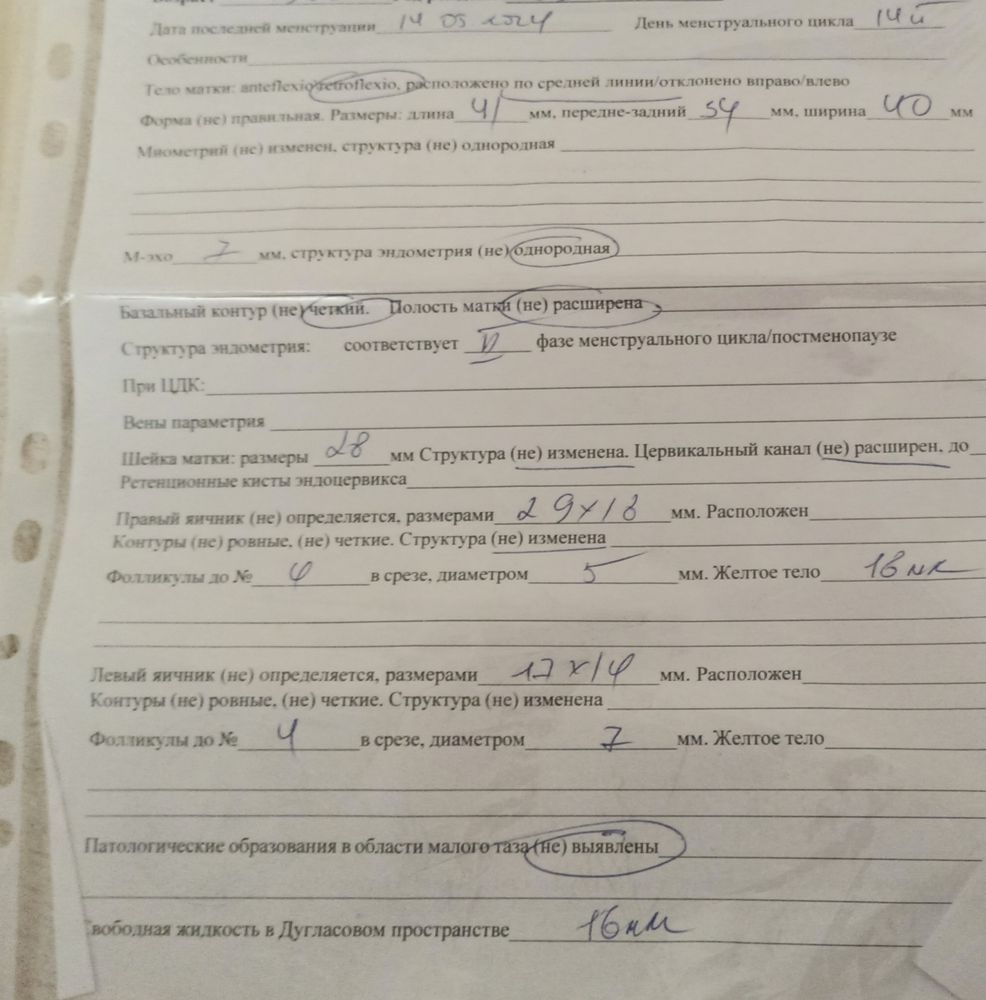 Дата последней менструации 14 05 2024 День менструального цикла 14й
Особенности
Тело матки: anteflexio/retroflexio, расположено по средней линии/отклонено вправо/влево
Форма (не) правильная. Размеры: длина 41 мм, передне-задний 54 мм, ширина 40 мм
Миометрий (не) изменен, структура (не) однородная
М-эхо 7 мм, структура эндометрия (не) однородная
Базальный контур (не) четкий. Полость матки (не) расширена
Структура эндометрия: соответствует фазе менструального цикла/постменопаузе
При ЦДК:
Вены параметрия
Шейка матки: размеры 28 мм Структура (не) изменена. Цервикальный канал (не) расширен, до
Ретенционные кисты эндоцервикса
Правый яичник (не) определяется, размерами 29х18 мм. Расположен
Контуры (не) ровные, (не) четкие. Структура (не) изменена
Фолликулы до № 4 в срезе, диаметром 5 мм. Желтое тело 16 мм
Левый яичник (не) определяется, размерами 17х14 мм. Расположен
Контуры (не) ровные, (не) четкие. Структура (не) изменена
Фолликулы до № 4 в срезе, диаметром 7 мм. Желтое тело
Патологические образования в области малого таза (не) выявлены
Свободная жидкость в Дугласовом пространстве 16мм